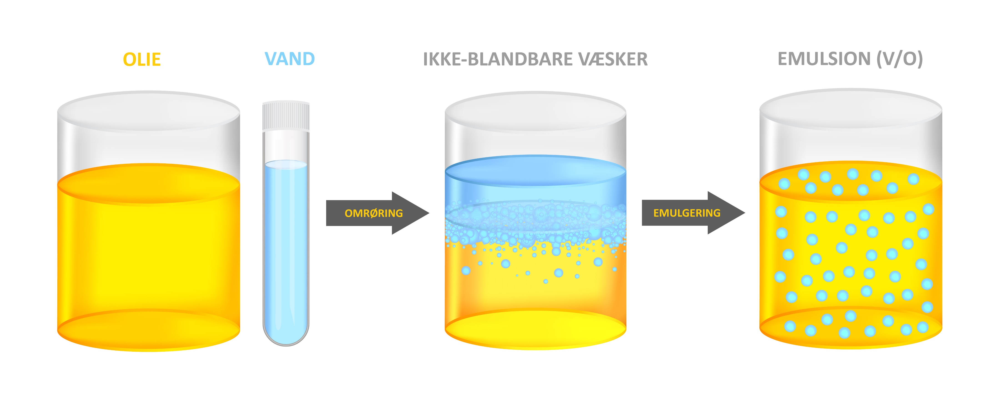 OLIE
VAND
IKKE-BLANDBARE VÆSKER
EMULSION (V/O)
OMRØRING
EMULGERING